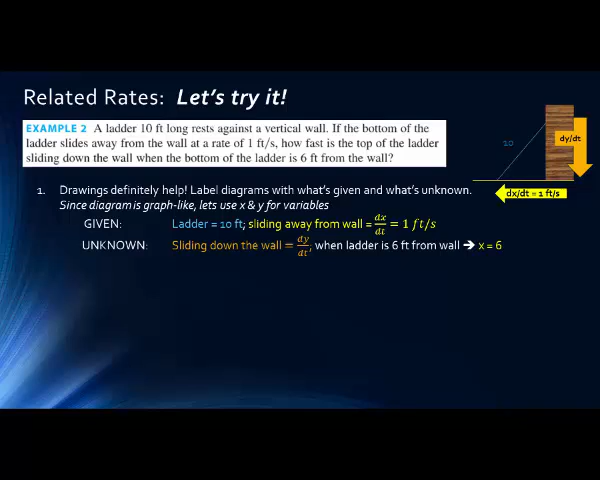 Related Rates: Let's try it!
EXAMPLE 2 A ladder 10 ft long rests against a vertical wall. If the bottom of the
ladder slides away from the wall at a rate of 1 ft/s, how fast is the top of the ladder
sliding down the wall when the bottom of the ladder is 6 ft from the wall?
10
dy/dt
dx/dt = 1 ft/s
1. Drawings definitely help! Label diagrams with what's given and what's unknown.
Since diagram is graph-like, lets use x & y for variables
GIVEN: Ladder = 10 ft; sliding away from wall = dx/dt = 1 ft/s
UNKNOWN: Sliding down the wall = dy/dt, when ladder is 6 ft from wall ➔ x = 6